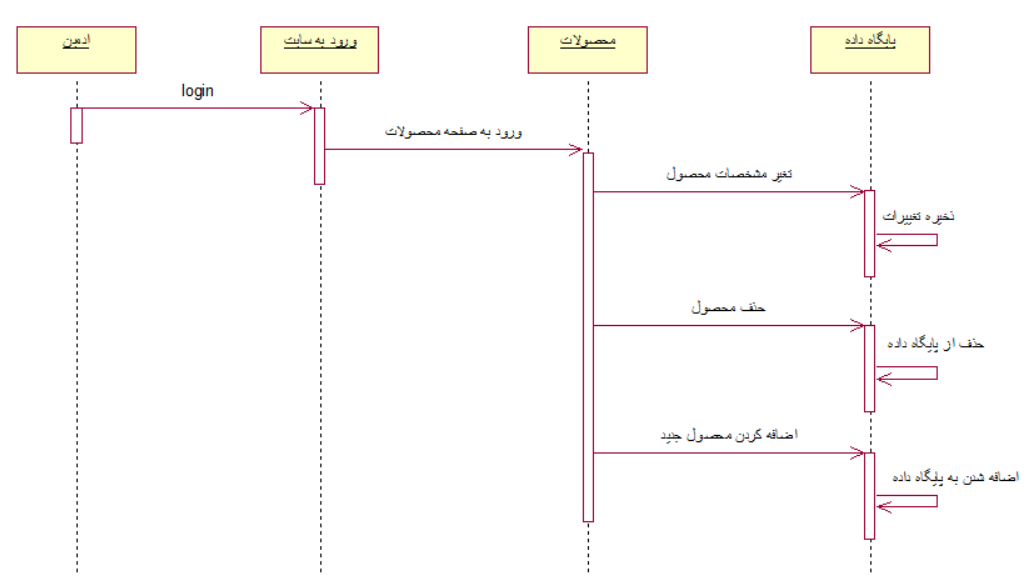 ادمین
ورود به سایت
محصولات
پایگاه داده
login
ورود به صفحه محصولات
تغیر مشخصات محصول
ذخیره تغییرات
حذف محصول
حذف از پایگاه داده
اضافه کردن محصول جدید
اضافه شدن به پایگاه داده